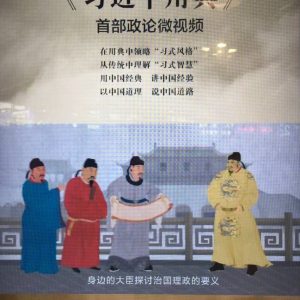 《习近平用典》
首部政论微视频
在用典中领略“习式风格”
从传统中理解“习式智慧”
用中国经典 讲中国经验
以中国道理 说中国道路
身边的大臣探讨治国理政的要义